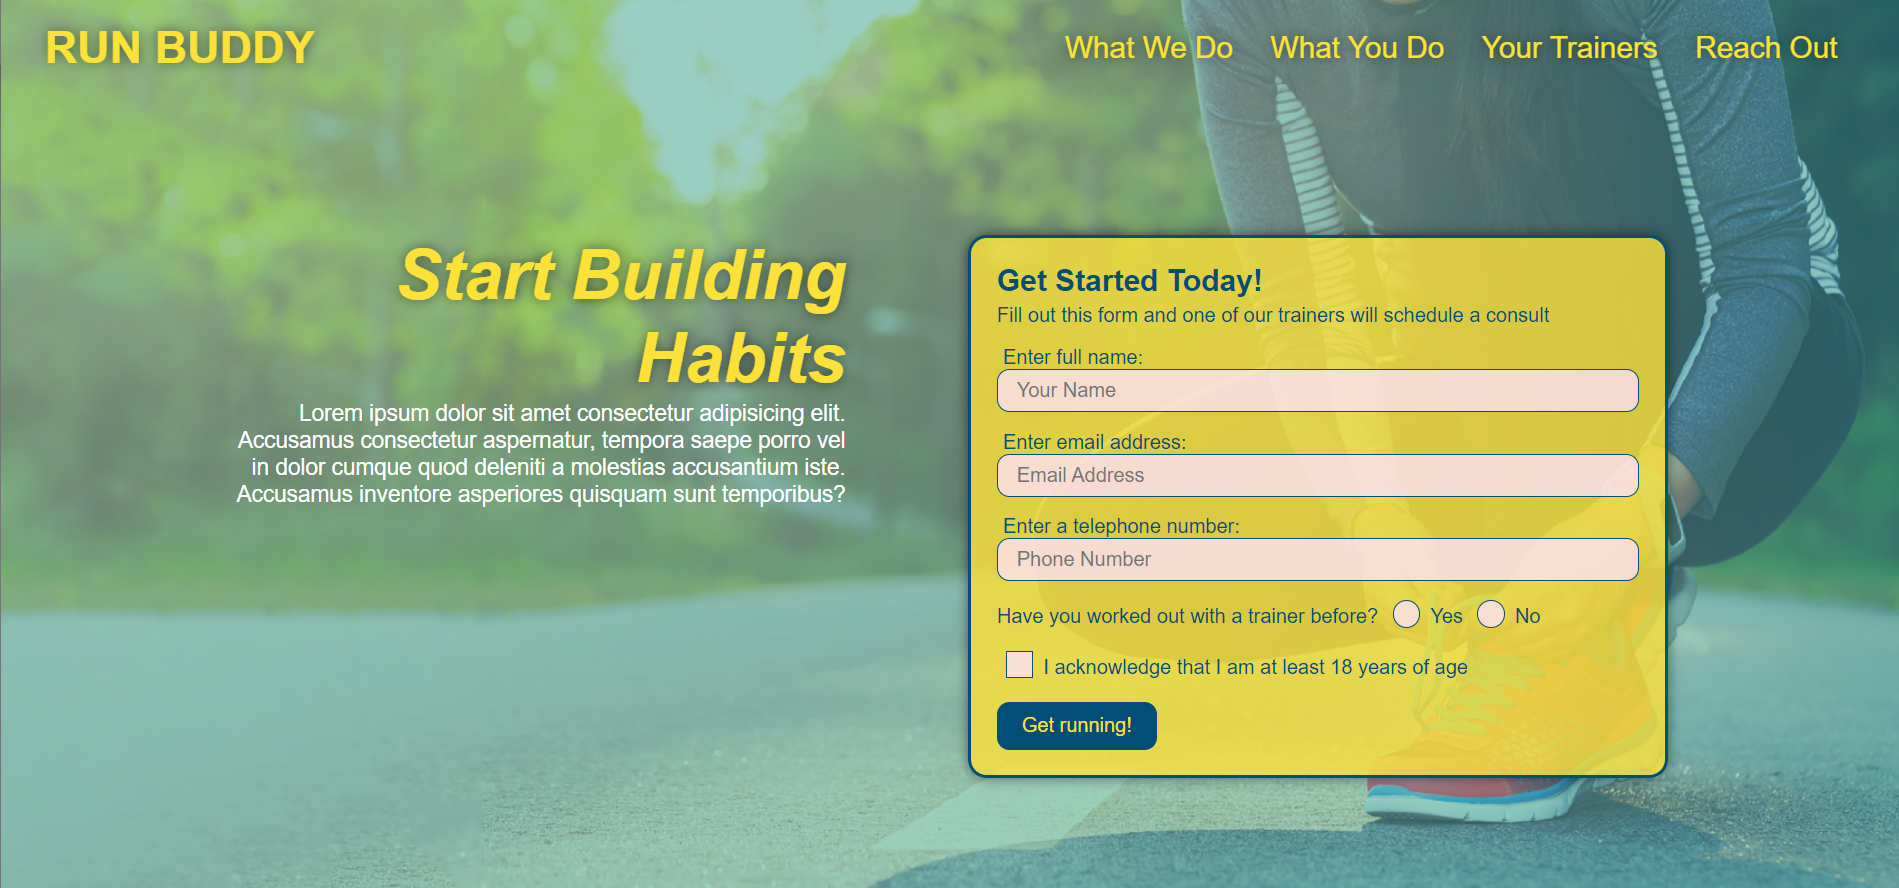 RUN BUDDY
What We Do
What You Do
Your Trainers
Reach Out
Start Building
Habits
Lorem ipsum dolor sit amet consectetur adipisicing elit.
Accusamus consectetur aspernatur, tempora saepe porro vel
in dolor cumque quod deleniti a molestias accusantium iste.
Accusamus inventore asperiores quisquam sunt temporibus?
Get Started Today!
Fill out this form and one of our trainers will schedule a consult
Enter full name:
Your Name
Enter email address:
Email Address
Enter a telephone number:
Phone Number
Have you worked out with a trainer before? Yes No
I acknowledge that I am at least 18 years of age
Get running!